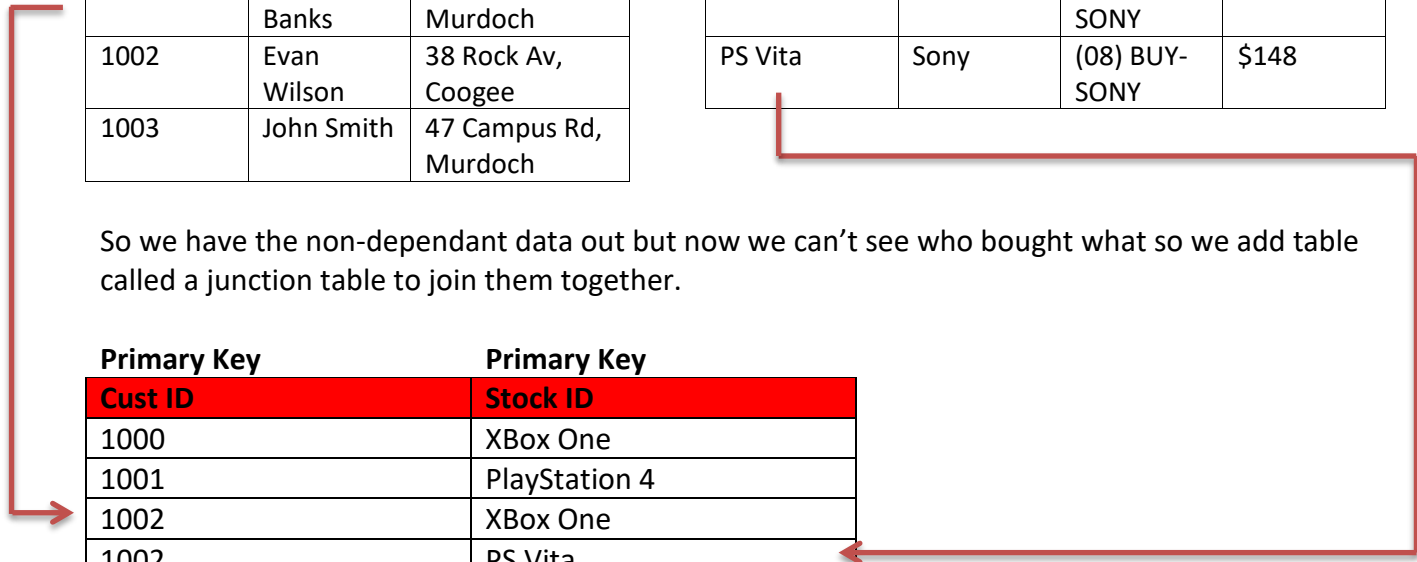 Banks Murdoch SONY
1002 Evan 38 Rock Av, PS Vita Sony (08) BUY- $148
Wilson Coogee SONY
1003 John Smith 47 Campus Rd,
Murdoch
So we have the non-dependant data out but now we can’t see who bought what so we add table
called a junction table to join them together.
Primary Key Primary Key
Cust ID Stock ID
1000 XBox One
1001 PlayStation 4
1002 XBox One
1002 PS Vita